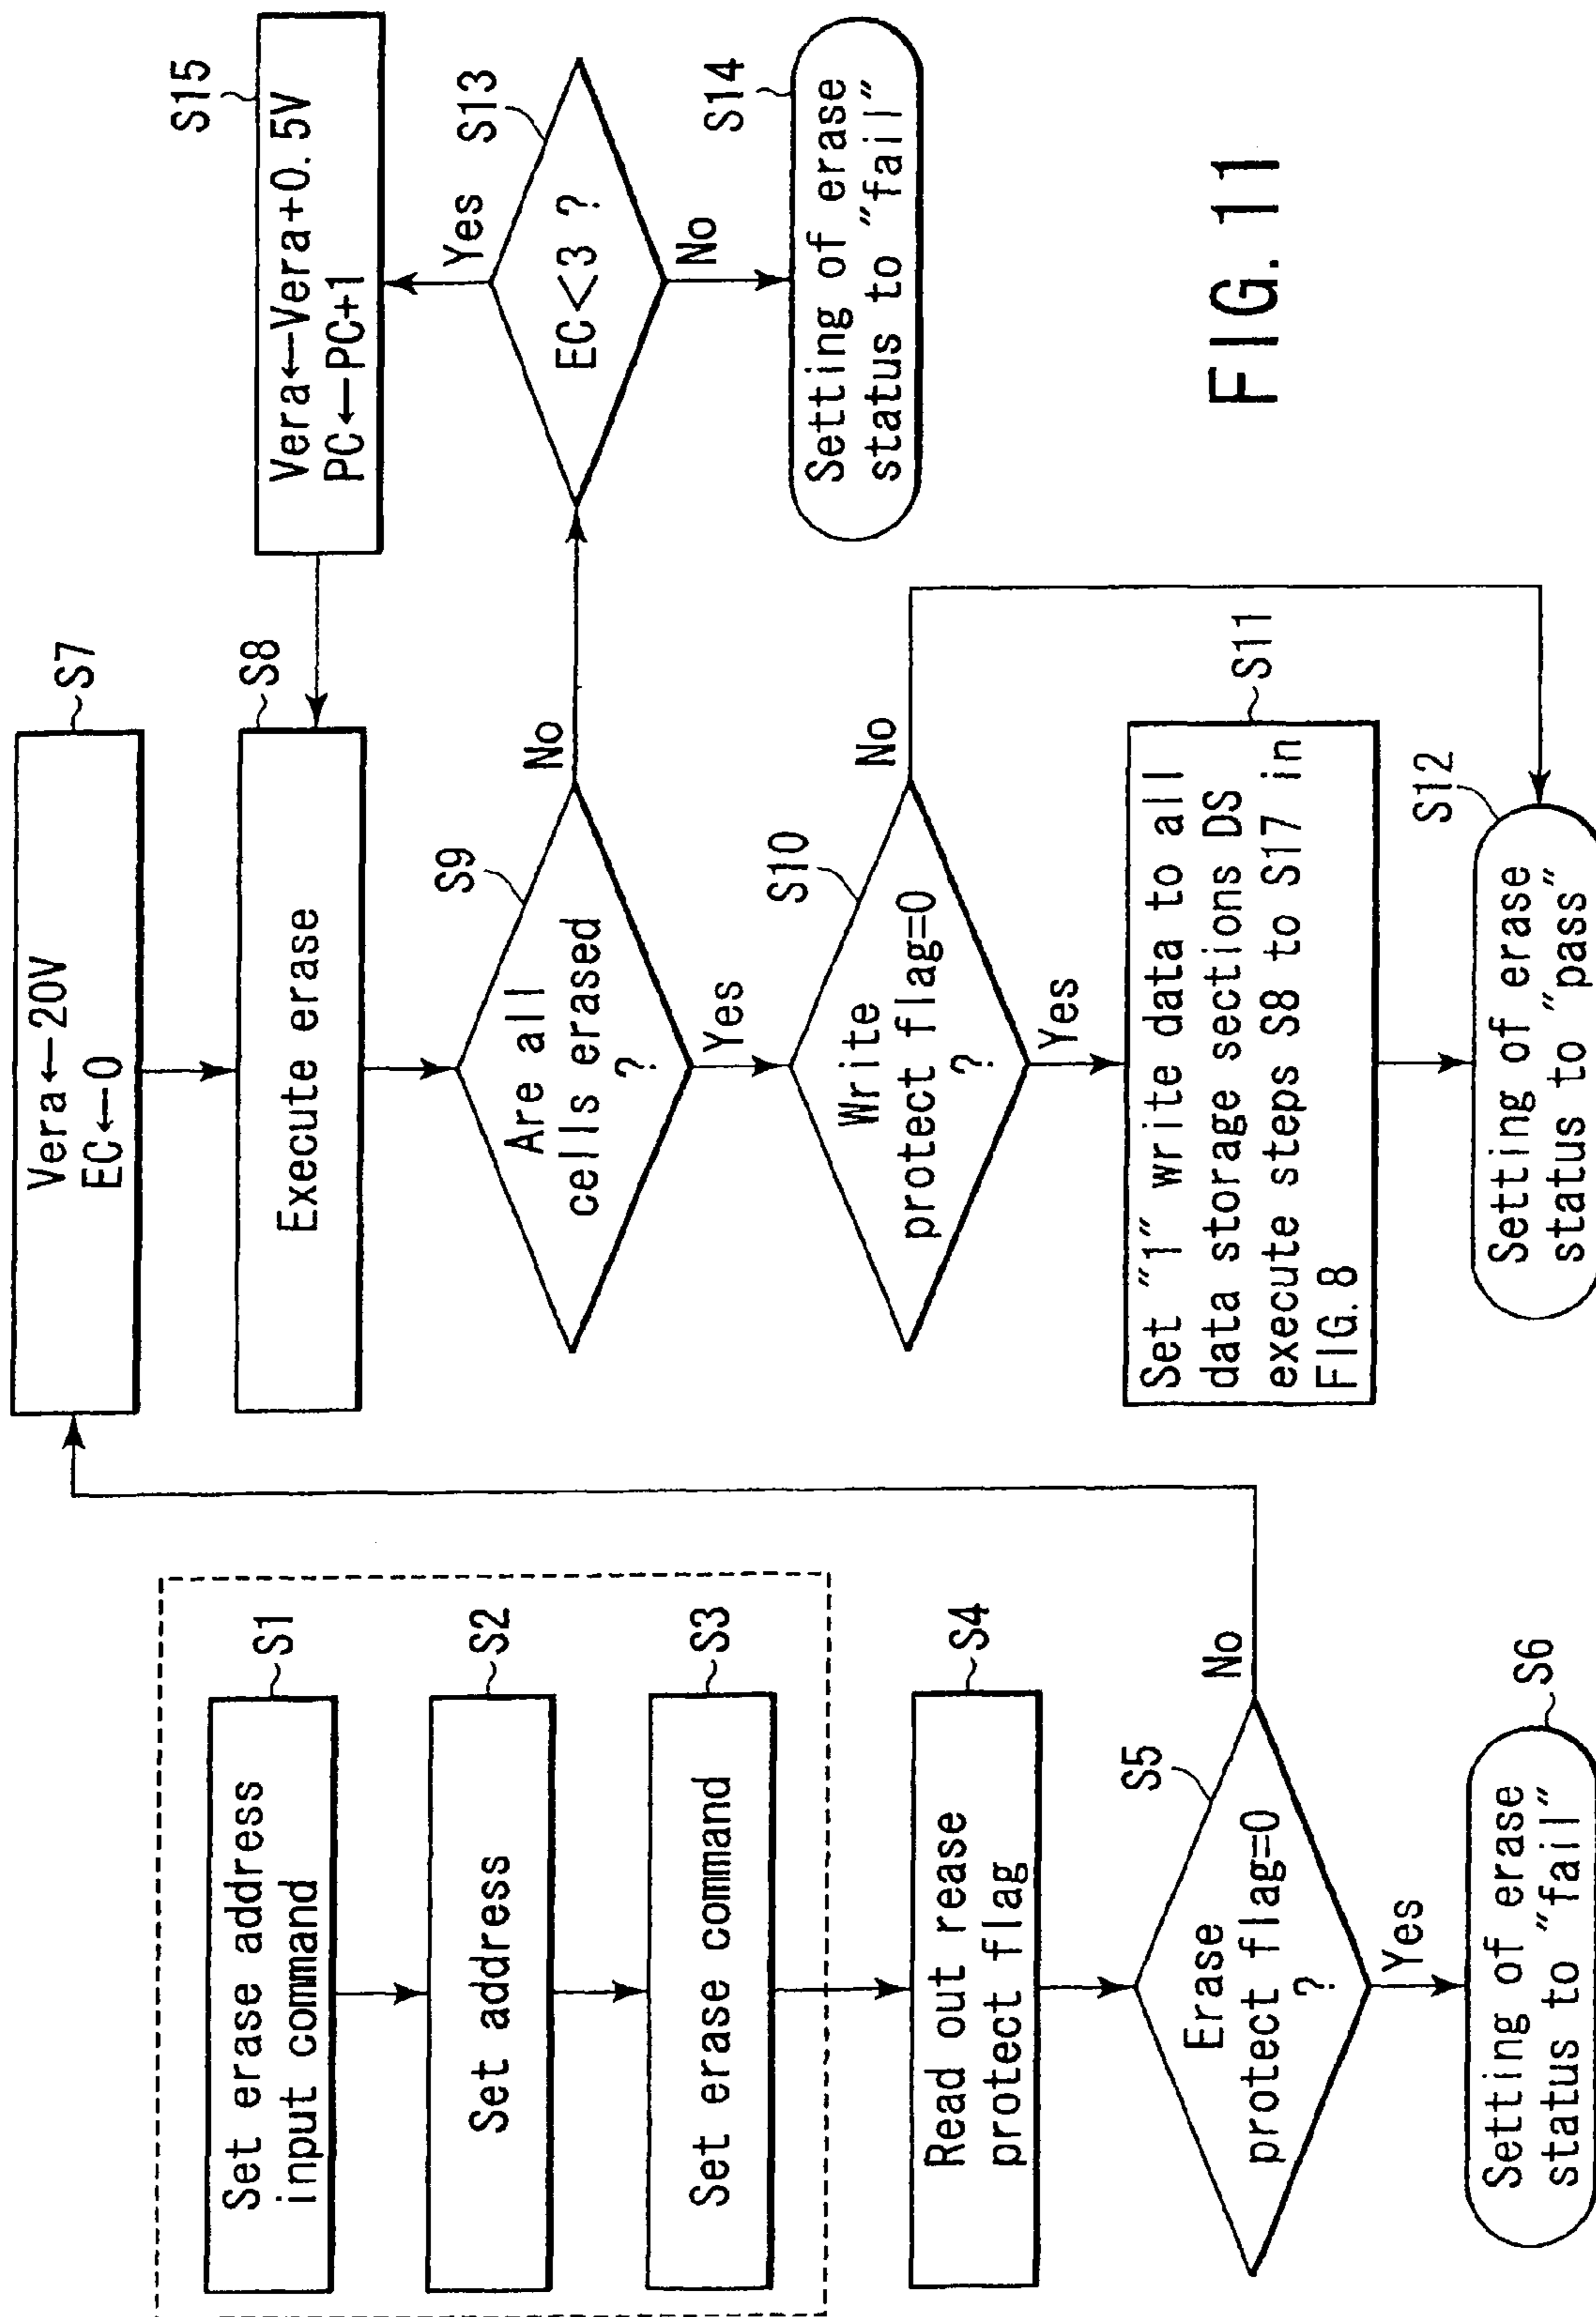 S1
Set erase address
input command
S2
Set address
S3
Set erase command
S4
Read out rease
protect flag
S5
Erase
protect flag=0
?
No
Yes
S6
Setting of erase
status to "fail"
S7
Vera←20V
EC←0
S8
Execute erase
S9
Are all
cells erased
?
No
Yes
S10
Write
protect flag=0
?
No
Yes
S11
Set "1" write data to all
data storage sections DS
execute steps S8 to S17 in
FIG.8
S12
Setting of erase
status to "pass"
S15
Vera←Vera+0.5V
PC←PC+1
S13
Yes
EC<3 ?
No
S14
Setting of erase
status to "fail"
FIG. 11